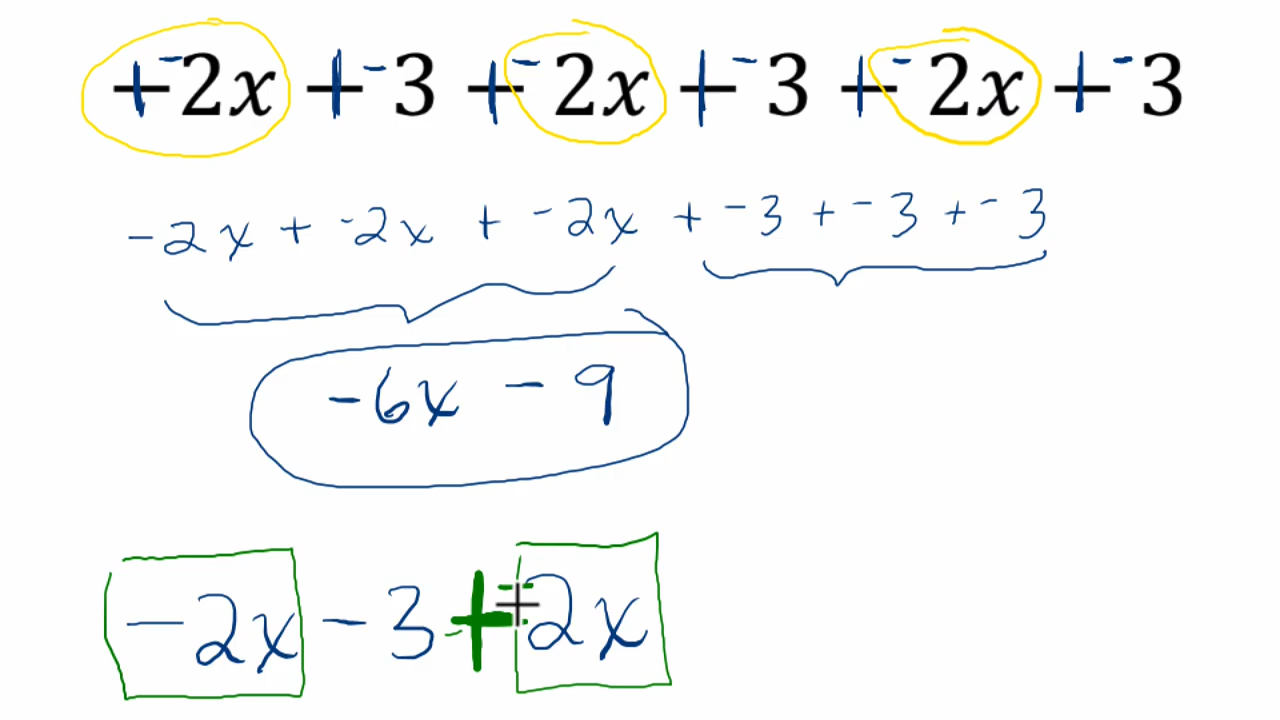 + -2x + -3 + -2x + -3 + -2x + -3
-2x + -2x + -2x + -3 + -3 + -3
-6x - 9
-2x - 3 + -2x